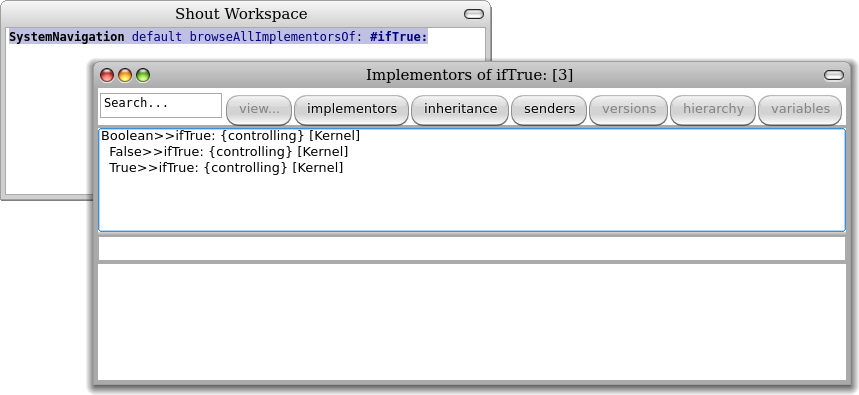 Shout Workspace
SystemNavigation default browseAllImplementorsOf: #ifTrue:
Implementors of ifTrue: [3]
Search...
view... implementors inheritance senders versions hierarchy variables
Boolean>>ifTrue: {controlling} [Kernel]
False>>ifTrue: {controlling} [Kernel]
True>>ifTrue: {controlling} [Kernel]